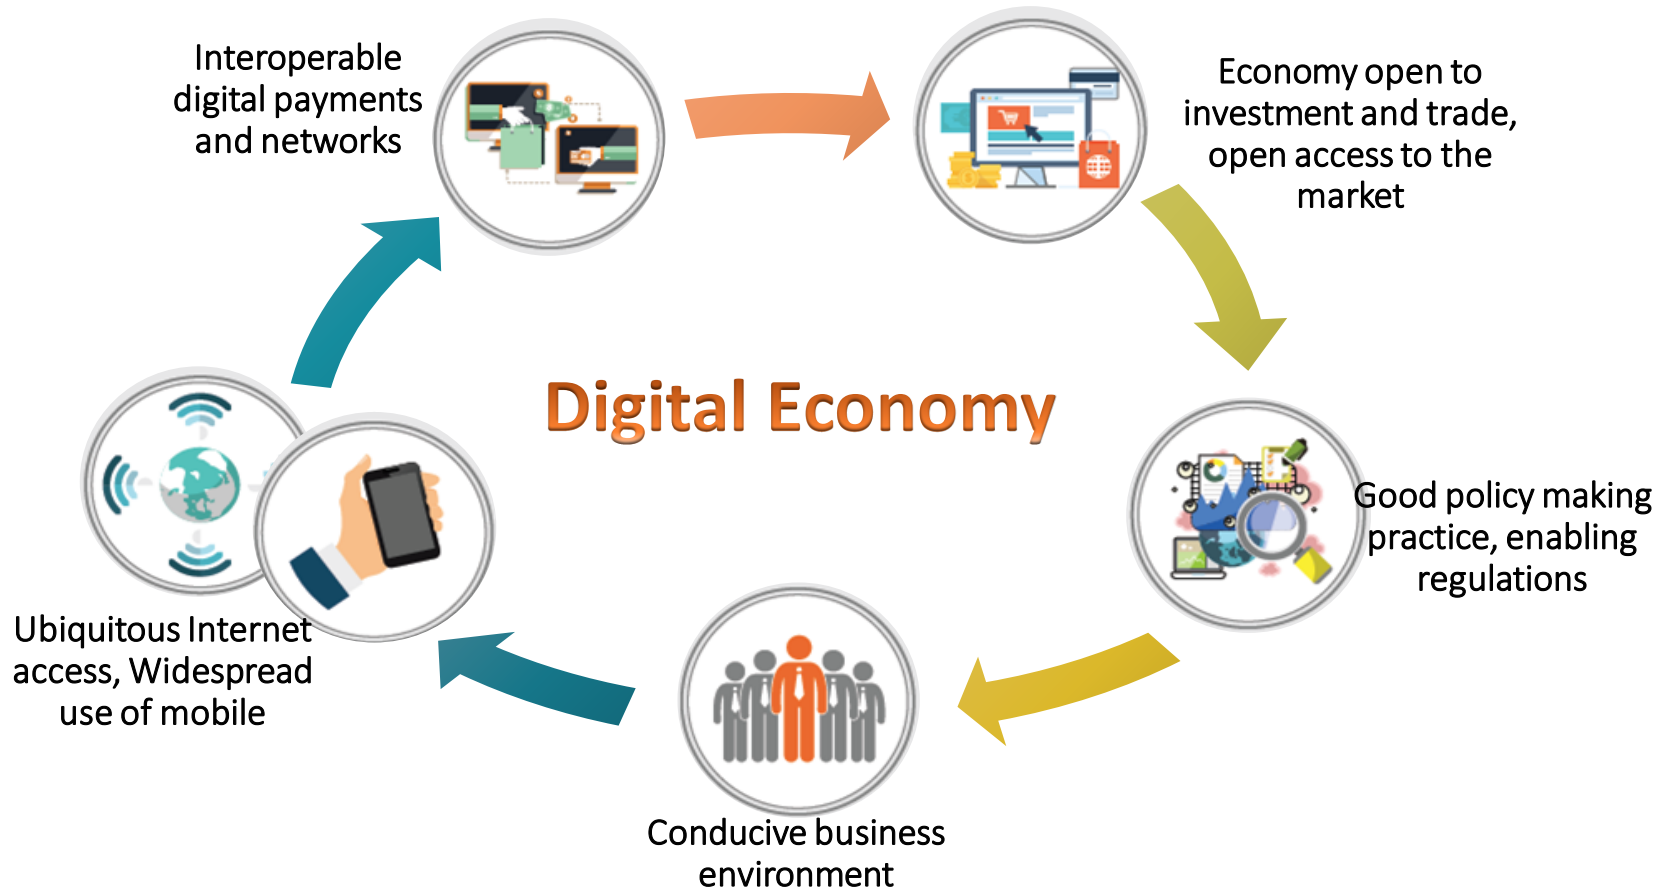 Interoperable
digital payments
and networks
Economy open to
investment and trade,
open access to the
market
Digital Economy
Good policy making
practice, enabling
regulations
Ubiquitous Internet
access, Widespread
use of mobile
Conducive business
environment